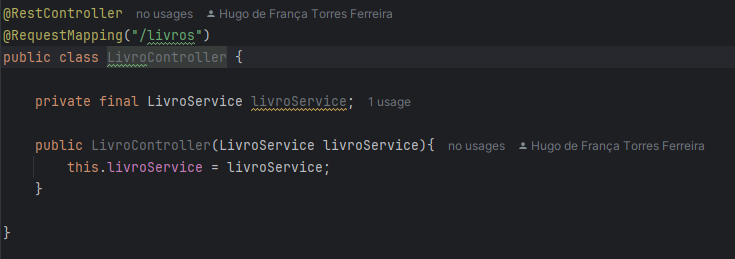 @RestController no usages Hugo de França Torres Ferreira
@RequestMapping("/livros")
public class LivroController {
private final LivroService livroService; 1 usage
public LivroController(LivroService livroService){ no usages Hugo de França Torres Ferreira
this.livroService = livroService;
}
}